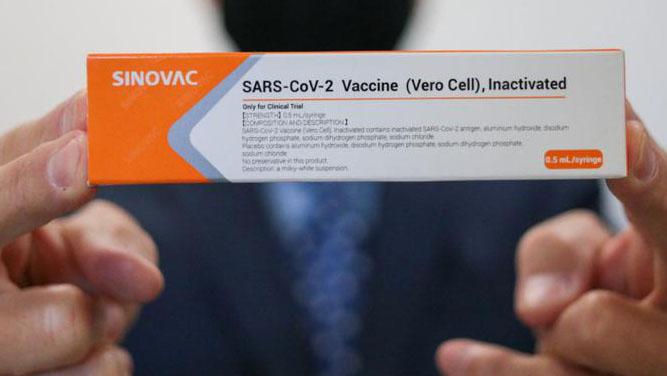 SINOVAC
SARS-CoV-2 Vaccine (Vero Cell), Inactivated
Only for Clinical Trial
【STRENGTH】 0.5 mL/syringe
【COMPOSITION AND DESCRIPTION】
SARS-CoV-2 Vaccine (Vero Cell), Inactivated contains inactivated SARS-CoV-2 antigen, aluminum hydroxide, disodium
hydrogen phosphate, sodium dihydrogen phosphate, sodium chloride.
Placebo contains aluminum hydroxide, disodium hydrogen phosphate, sodium dihydrogen phosphate,
sodium chloride
No preservative in this product.
Description: a milky-white suspension.
0.5 mL/syringe